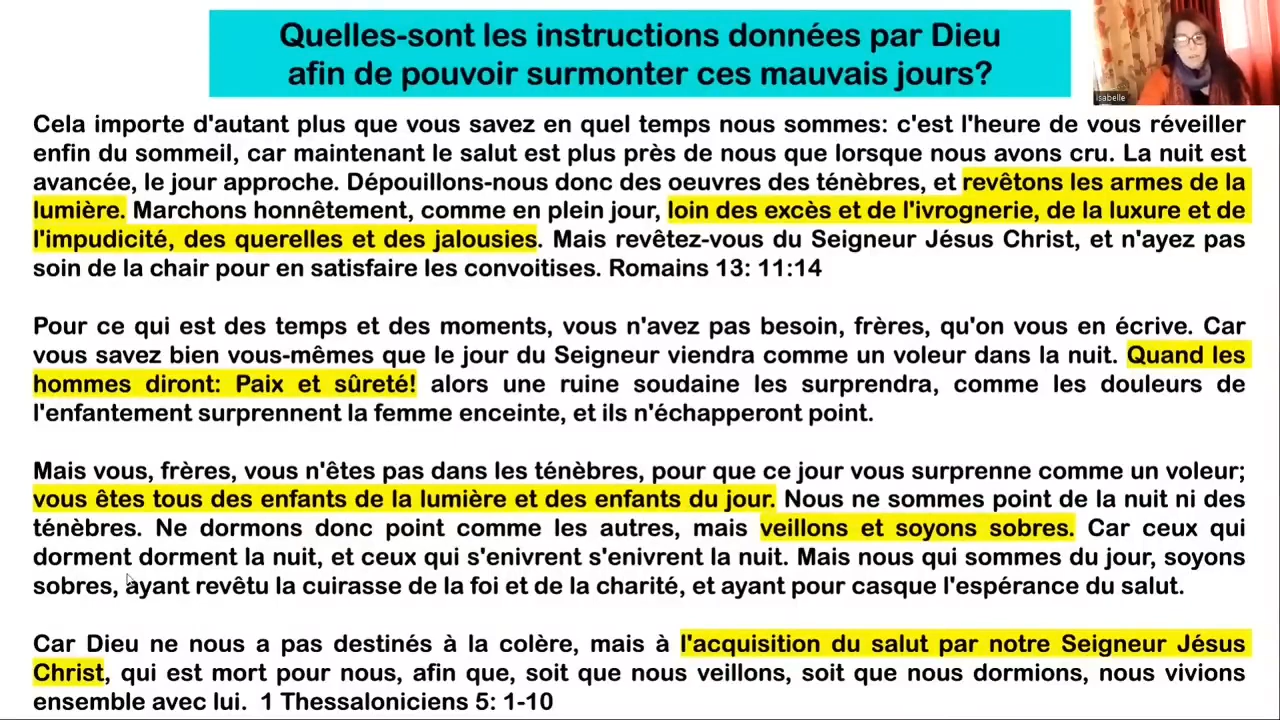 Quelles-sont les instructions données par Dieu
afin de pouvoir surmonter ces mauvais jours?
isabelle
Cela importe d'autant plus que vous savez en quel temps nous sommes: c'est l'heure de vous réveiller
enfin du sommeil, car maintenant le salut est plus près de nous que lorsque nous avons cru. La nuit est
avancée, le jour approche. Dépouillons-nous donc des oeuvres des ténèbres, et revêtons les armes de la
lumière. Marchons honnêtement, comme en plein jour, loin des excès et de l'ivrognerie, de la luxure et de
l'impudicité, des querelles et des jalousies. Mais revêtez-vous du Seigneur Jésus Christ, et n'ayez pas
soin de la chair pour en satisfaire les convoitises. Romains 13: 11:14
Pour ce qui est des temps et des moments, vous n'avez pas besoin, frères, qu'on vous en écrive. Car
vous savez bien vous-mêmes que le jour du Seigneur viendra comme un voleur dans la nuit. Quand les
hommes diront: Paix et sûreté! alors une ruine soudaine les surprendra, comme les douleurs de
l'enfantement surprennent la femme enceinte, et ils n'échapperont point.
Mais vous, frères, vous n'êtes pas dans les ténèbres, pour que ce jour vous surprenne comme un voleur;
vous êtes tous des enfants de la lumière et des enfants du jour. Nous ne sommes point de la nuit ni des
ténèbres. Ne dormons donc point comme les autres, mais veillons et soyons sobres. Car ceux qui
dorment dorment la nuit, et ceux qui s'enivrent s'enivrent la nuit. Mais nous qui sommes du jour, soyons
sobres, ayant revêtu la cuirasse de la foi et de la charité, et ayant pour casque l'espérance du salut.
Car Dieu ne nous a pas destinés à la colère, mais à l'acquisition du salut par notre Seigneur Jésus
Christ, qui est mort pour nous, afin que, soit que nous veillons, soit que nous dormions, nous vivions
ensemble avec lui. 1 Thessaloniciens 5: 1-10